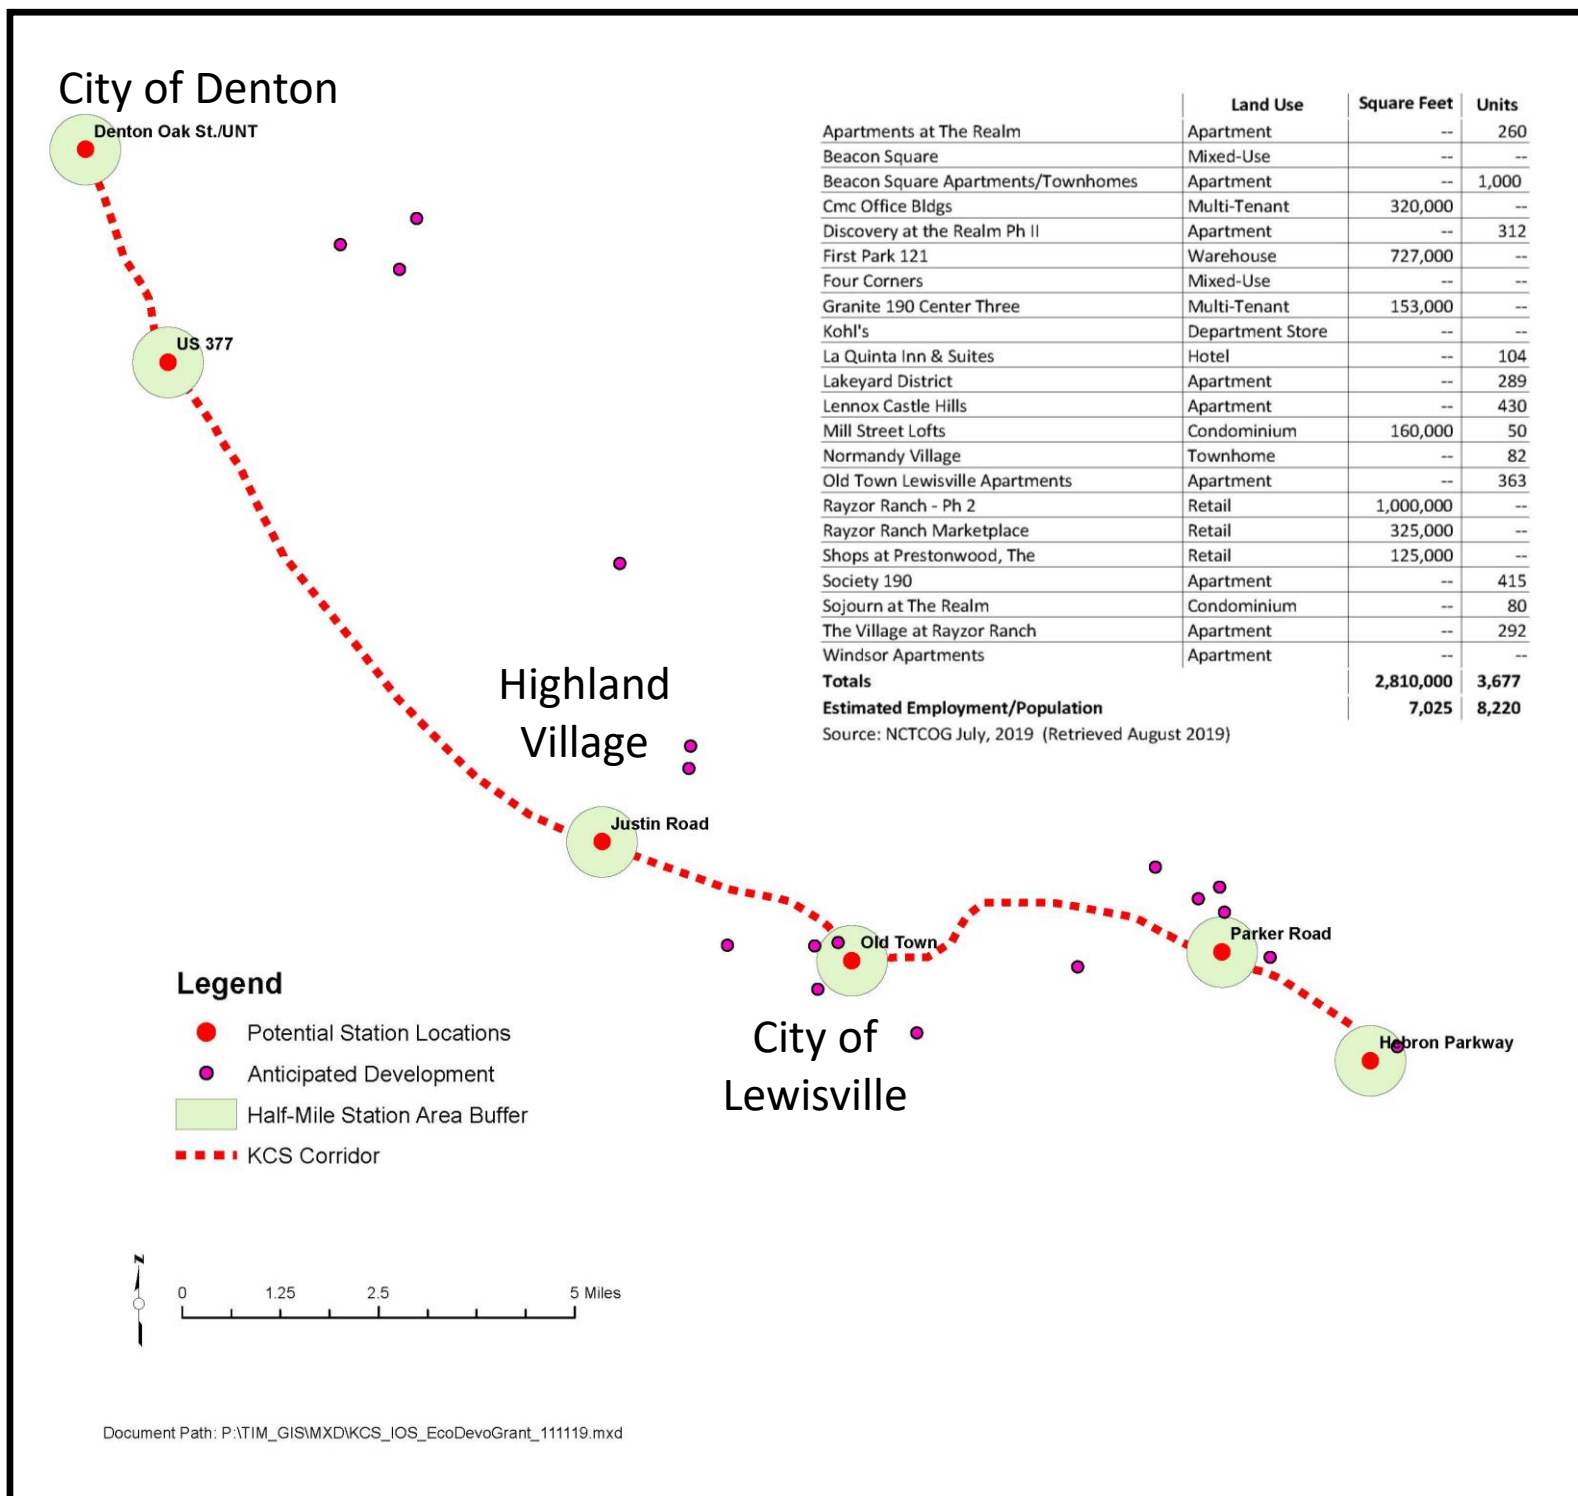 City of Denton
Denton Oak St./UNT
US 377
Land Use Square Feet Units
Apartments at The Realm Apartment -- 260
Beacon Square Mixed-Use -- --
Beacon Square Apartments/Townhomes Apartment -- 1,000
Cmc Office Bldgs Multi-Tenant 320,000 --
Discovery at the Realm Ph II Apartment -- 312
First Park 121 Warehouse 727,000 --
Four Corners Mixed-Use -- --
Granite 190 Center Three Multi-Tenant 153,000 --
Kohl's Department Store -- --
La Quinta Inn & Suites Hotel -- 104
Lakeyard District Apartment -- 289
Lennox Castle Hills Apartment -- 430
Mill Street Lofts Condominium 160,000 50
Normandy Village Townhome -- 82
Old Town Lewisville Apartments Apartment -- 363
Rayzor Ranch - Ph 2 Retail 1,000,000 --
Rayzor Ranch Marketplace Retail 325,000 --
Shops at Prestonwood, The Retail 125,000 --
Society 190 Apartment -- 415
Sojourn at The Realm Condominium -- 80
The Village at Rayzor Ranch Apartment -- 292
Windsor Apartments Apartment -- --
Totals 2,810,000 3,677
Estimated Employment/Population 7,025 8,220
Source: NCTCOG July, 2019 (Retrieved August 2019)
Highland
Village
Justin Road
Old Town
Parker Road
Hebron Parkway
City of
Lewisville
Legend
Potential Station Locations
Anticipated Development
Half-Mile Station Area Buffer
KCS Corridor
N
0 1.25 2.5 5 Miles
Document Path: P:\TIM_GIS\MXD\KCS_IOS_EcoDevoGrant_111119.mxd